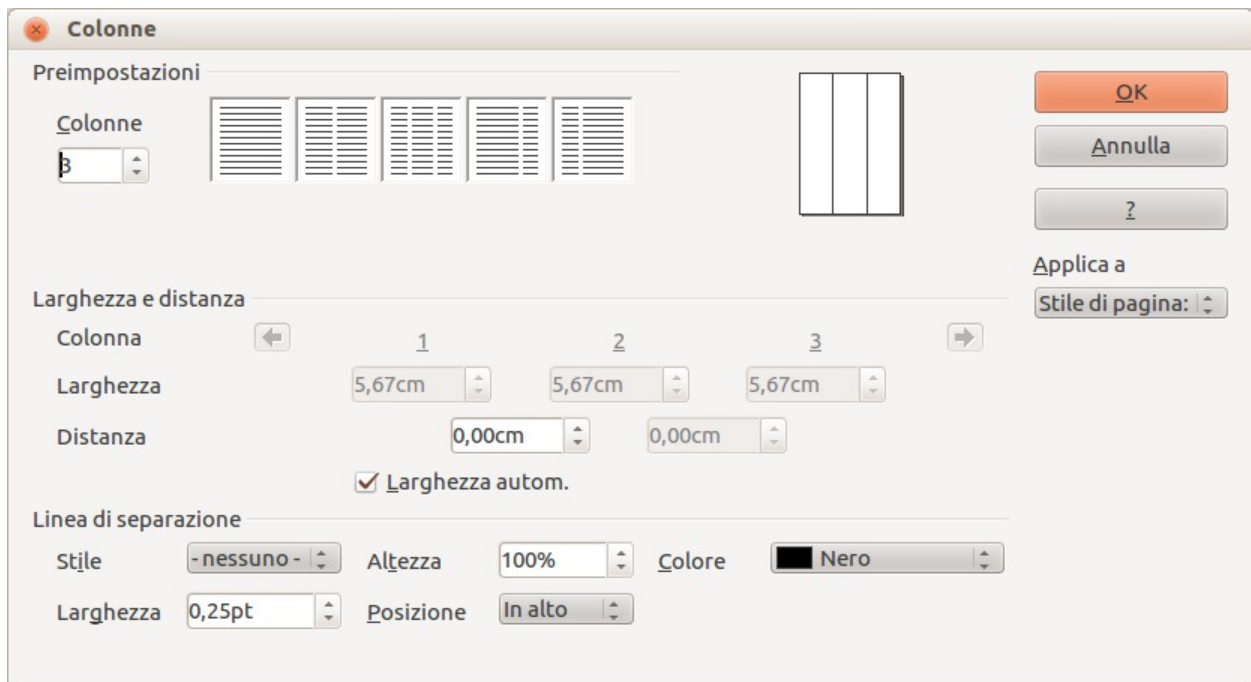 Colonne
Preimpostazioni
Colonne
3
OK
Annulla
?
Applica a
Stile di pagina:
Larghezza e distanza
Colonna 1 2 3
Larghezza 5,67cm 5,67cm 5,67cm
Distanza 0,00cm 0,00cm
Larghezza autom.
Linea di separazione
Stile - nessuno - Altezza 100% Colore Nero
Larghezza 0,25pt Posizione In alto